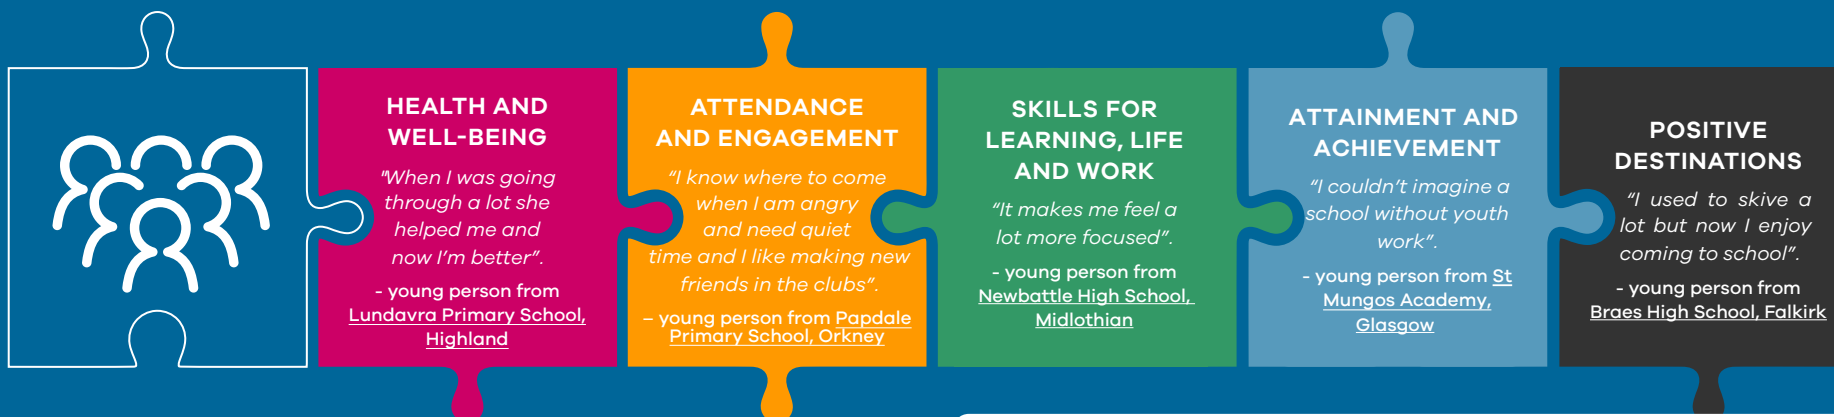 HEALTH AND
WELL-BEING
"When I was going
through a lot she
helped me and
now I'm better".
- young person from
Lundavra Primary School,
Highland
ATTENDANCE
AND ENGAGEMENT
"I know where to come
when I am angry
and need quiet
time and I like making new
friends in the clubs".
– young person from Papdale
Primary School, Orkney
SKILLS FOR
LEARNING, LIFE
AND WORK
"It makes me feel a
lot more focused".
- young person from
Newbattle High School,
Midlothian
ATTAINMENT AND
ACHIEVEMENT
"I couldn't imagine a
school without youth
work".
- young person from St
Mungos Academy,
Glasgow
POSITIVE
DESTINATIONS
"I used to skive a
lot but now I enjoy
coming to school".
- young person from
Braes High School, Falkirk